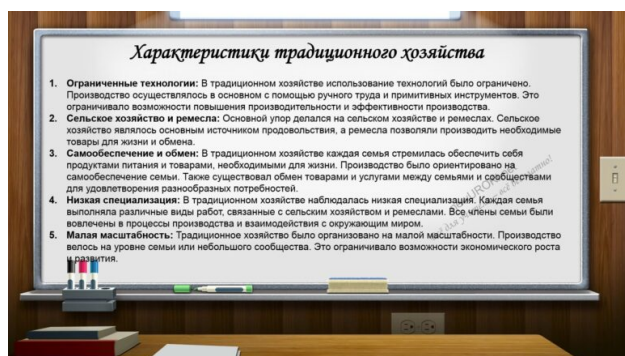 Характеристики традиционного хозяйства
1. Ограниченные технологии: В традиционном хозяйстве использование технологий было ограничено.
Производство осуществлялось в основном с помощью ручного труда и примитивных инструментов. Это
ограничивало возможности повышения производительности и эффективности производства.
2. Сельское хозяйство и ремесла: Основной упор делался на сельском хозяйстве и ремеслах. Сельское
хозяйство являлось основным источником продовольствия, а ремесла позволяли производить необходимые
товары для жизни и обмена.
3. Самообеспечение и обмен: В традиционном хозяйстве каждая семья стремилась обеспечить себя
продуктами питания и товарами, необходимыми для жизни. Производство было ориентировано на
самообеспечение семьи. Также существовал обмен товарами и услугами между семьями и сообществами
для удовлетворения разнообразных потребностей.
4. Низкая специализация: В традиционном хозяйстве наблюдалась низкая специализация. Каждая семья
выполняла различные виды работ, связанные с сельским хозяйством и ремеслами. Все члены семьи были
вовлечены в процессы производства и взаимодействия с окружающим миром.
5. Малая масштабность: Традиционное хозяйство было организовано на малой масштабности. Производство
велось на уровне семьи или небольшого сообщества. Это ограничивало возможности экономического роста
и развития.